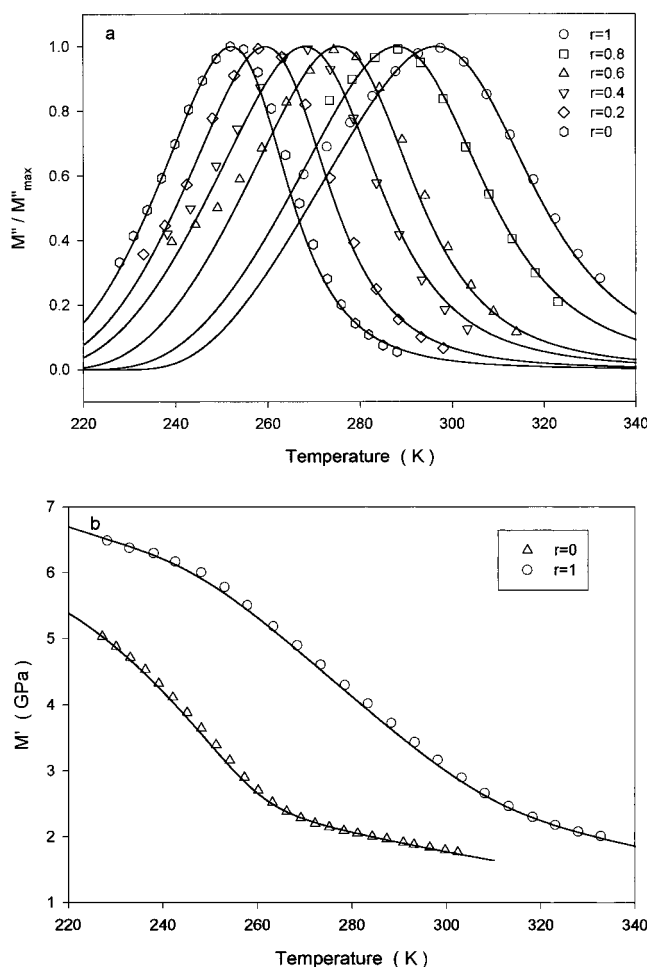 a
r=1
r=0.8
r=0.6
r=0.4
r=0.2
r=0
1.0
0.8
0.6
0.4
0.2
0.0
M" / M"max
220 240 260 280 300 320 340
Temperature ( K )
b
r=0
r=1
7
6
5
4
3
2
1
M' ( GPa )
220 240 260 280 300 320 340
Temperature ( K )